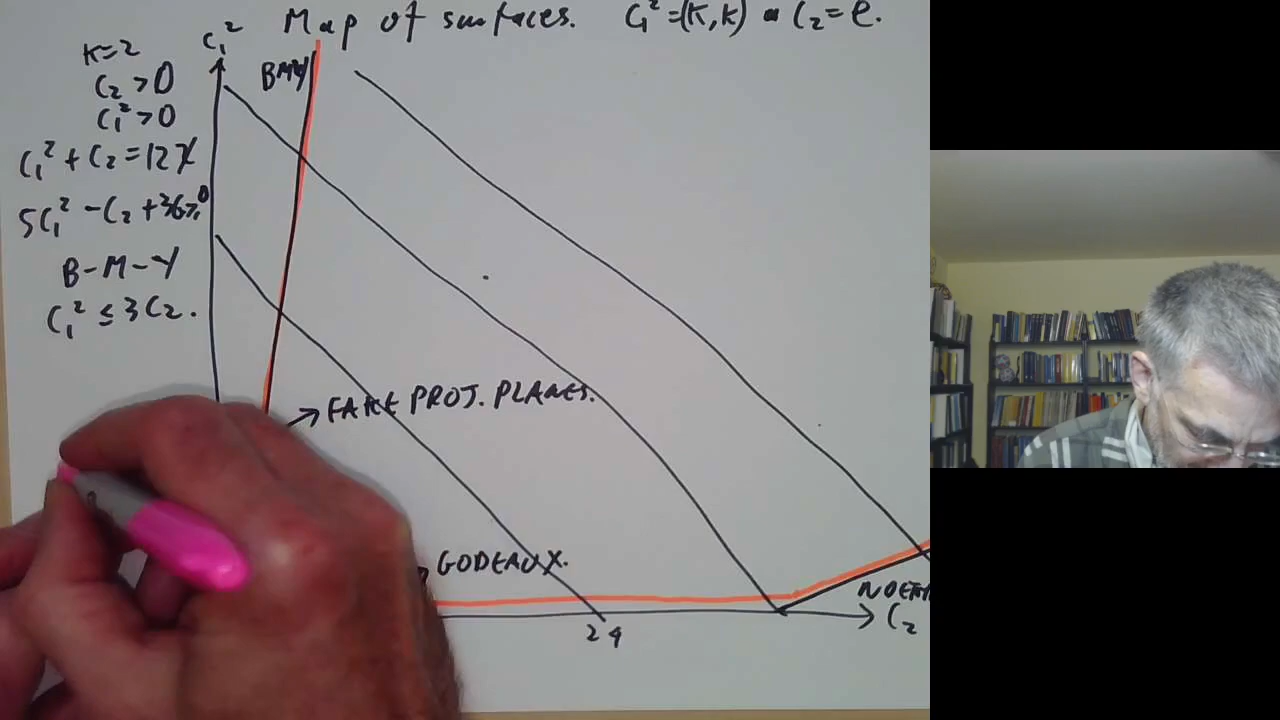 Map of surfaces. C₁²=(K,K) C₂=e.
C₁²
K=2
C₂>0
C₁²>0
C₁²+C₂=12χ
5C₁²-C₂+36≥0
B-M-Y
C₁²≤3C₂.
BMY
→FAKE PROJ. PLANES.
GODEAUX.
NOETH
C₂
24